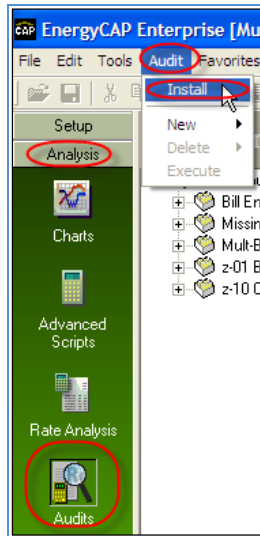 CAP EnergyCAP Enterprise [Mu
File Edit Tools Audit Favorites
Install
Setup
New
Analysis
Delete
Execute
Bill En
Charts
Missin
Mult-B
z-01 B
z-10 C
Advanced
Scripts
Rate Analysis
Audits